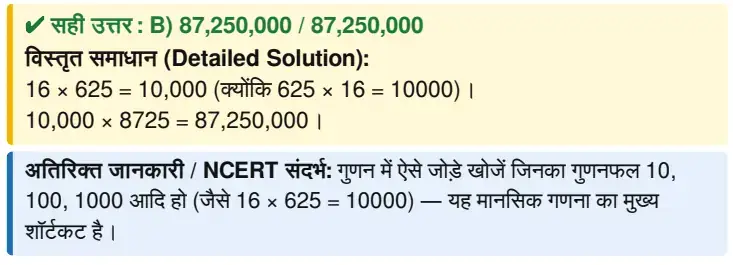 ✔ सही उत्तर : B) 87,250,000 / 87,250,000
विस्तृत समाधान (Detailed Solution):
16 × 625 = 10,000 (क्योंकि 625 × 16 = 10000) ।
10,000 × 8725 = 87,250,000 ।
अतिरिक्त जानकारी / NCERT संदर्भ: गुणन में ऐसे जोड़े खोजें जिनका गुणनफल 10,
100, 1000 आदि हो (जैसे 16 × 625 = 10000) — यह मानसिक गणना का मुख्य
शॉर्टकट है ।